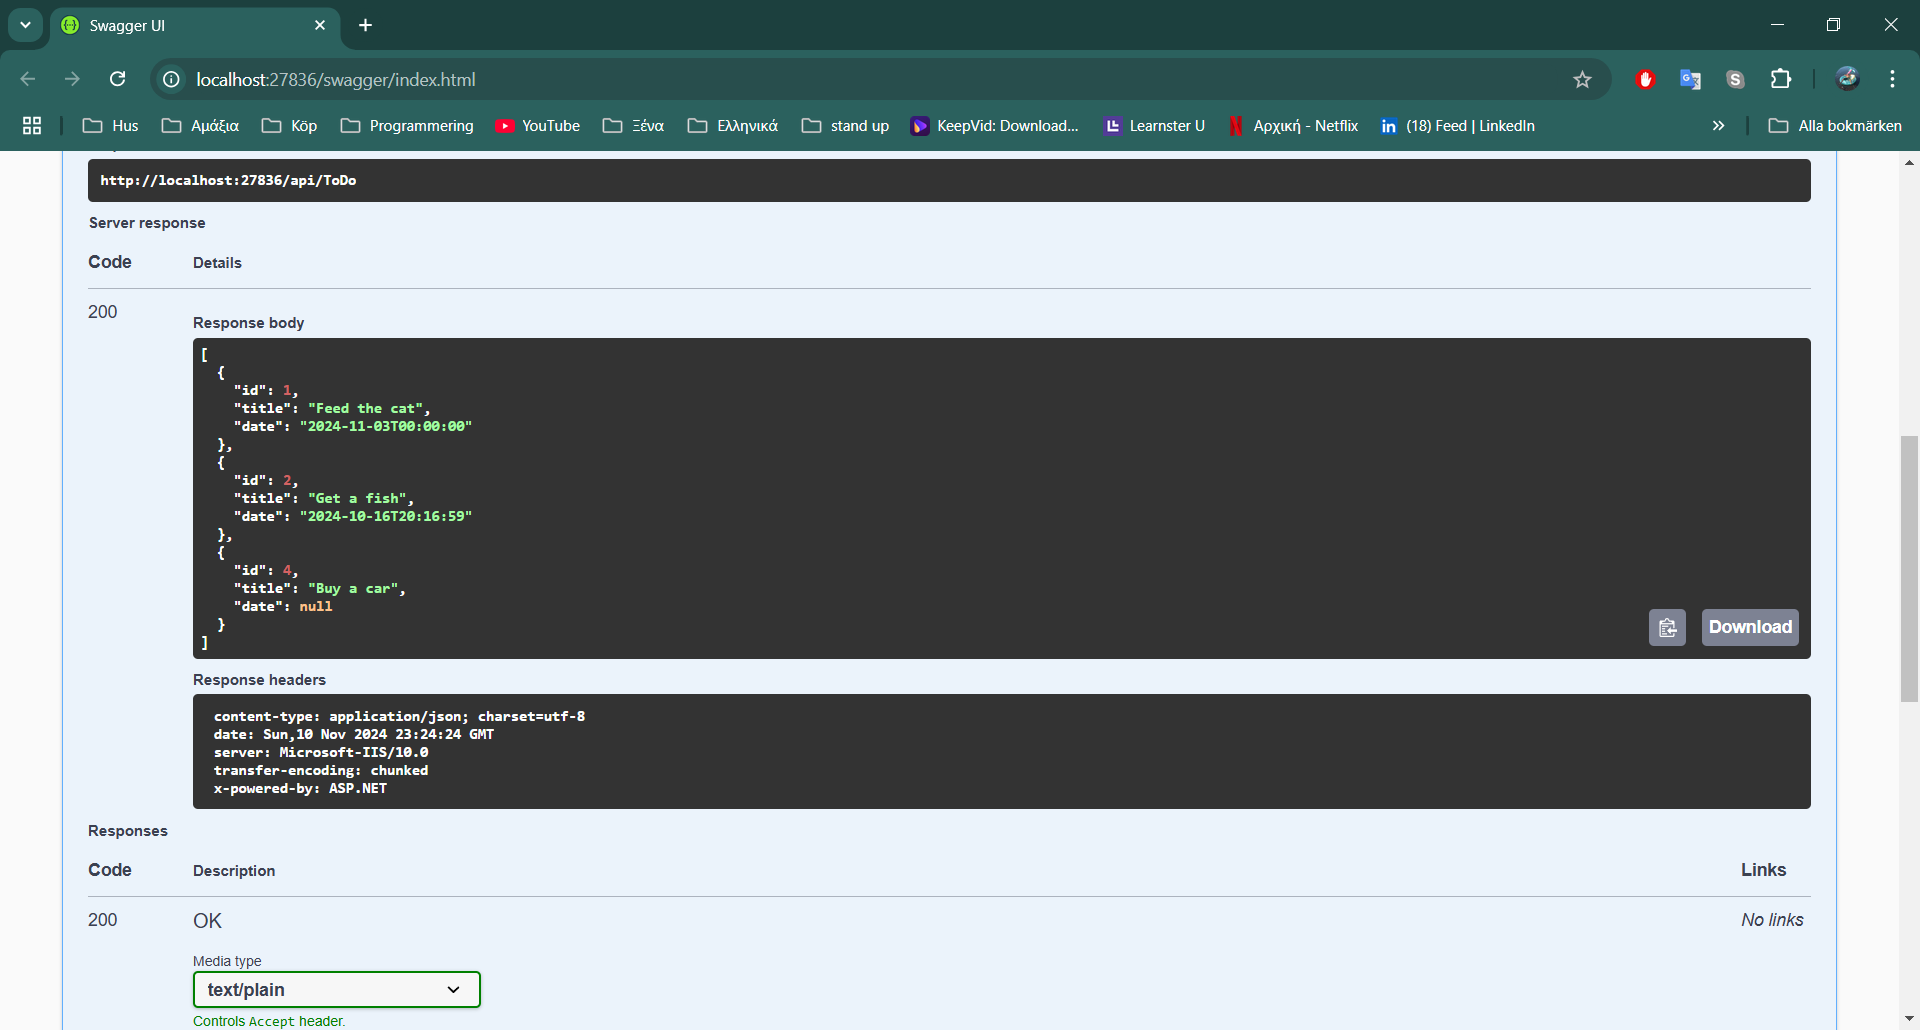 Swagger UI
localhost:27836/swagger/index.html
Hus
Αμάξια
Köp
Programmering
YouTube
Ξένα
Ελληνικά
stand up
KeepVid: Download...
Learnster U
Αρχική - Netflix
(18) Feed | LinkedIn
Alla bokmärken
http://localhost:27836/api/ToDo
Server response
Code Details
200
Response body
[
  {
    "id": 1,
    "title": "Feed the cat",
    "date": "2024-11-03T00:00:00"
  },
  {
    "id": 2,
    "title": "Get a fish",
    "date": "2024-10-16T20:16:59"
  },
  {
    "id": 4,
    "title": "Buy a car",
    "date": null
  }
]
Download
Response headers
content-type: application/json; charset=utf-8
date: Sun,10 Nov 2024 23:24:24 GMT
server: Microsoft-IIS/10.0
transfer-encoding: chunked
x-powered-by: ASP.NET
Responses
Code Description Links
200 OK No links
Media type
text/plain
Controls Accept header.